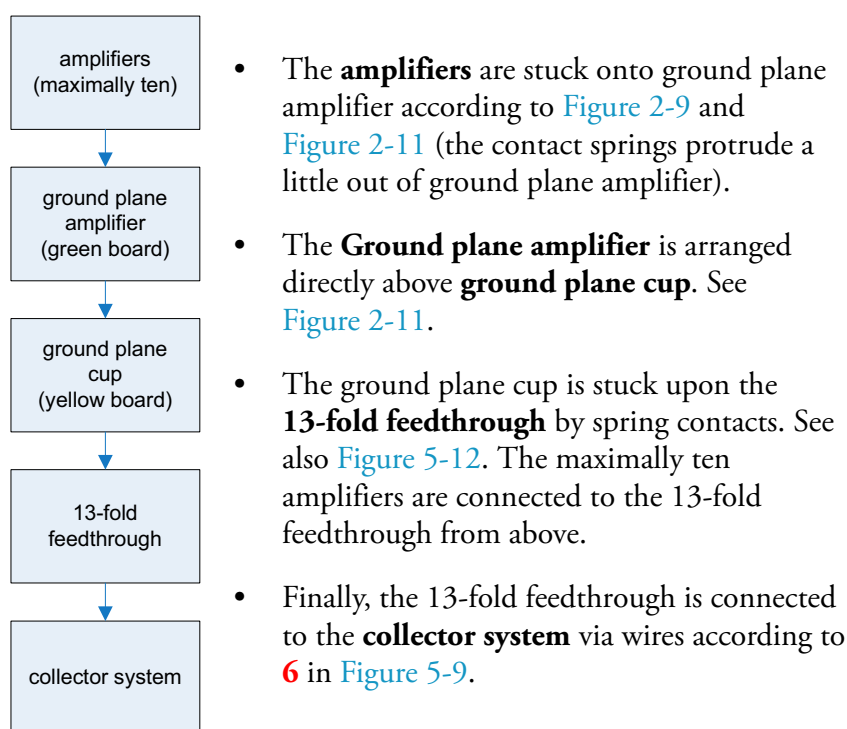 amplifiers
(maximally ten)
ground plane
amplifier
(green board)
ground plane
cup
(yellow board)
13-fold
feedthrough
collector system
• The amplifiers are stuck onto ground plane
amplifier according to Figure 2-9 and
Figure 2-11 (the contact springs protrude a
little out of ground plane amplifier).
• The Ground plane amplifier is arranged
directly above ground plane cup. See
Figure 2-11.
• The ground plane cup is stuck upon the
13-fold feedthrough by spring contacts. See
also Figure 5-12. The maximally ten
amplifiers are connected to the 13-fold
feedthrough from above.
• Finally, the 13-fold feedthrough is connected
to the collector system via wires according to
6 in Figure 5-9.